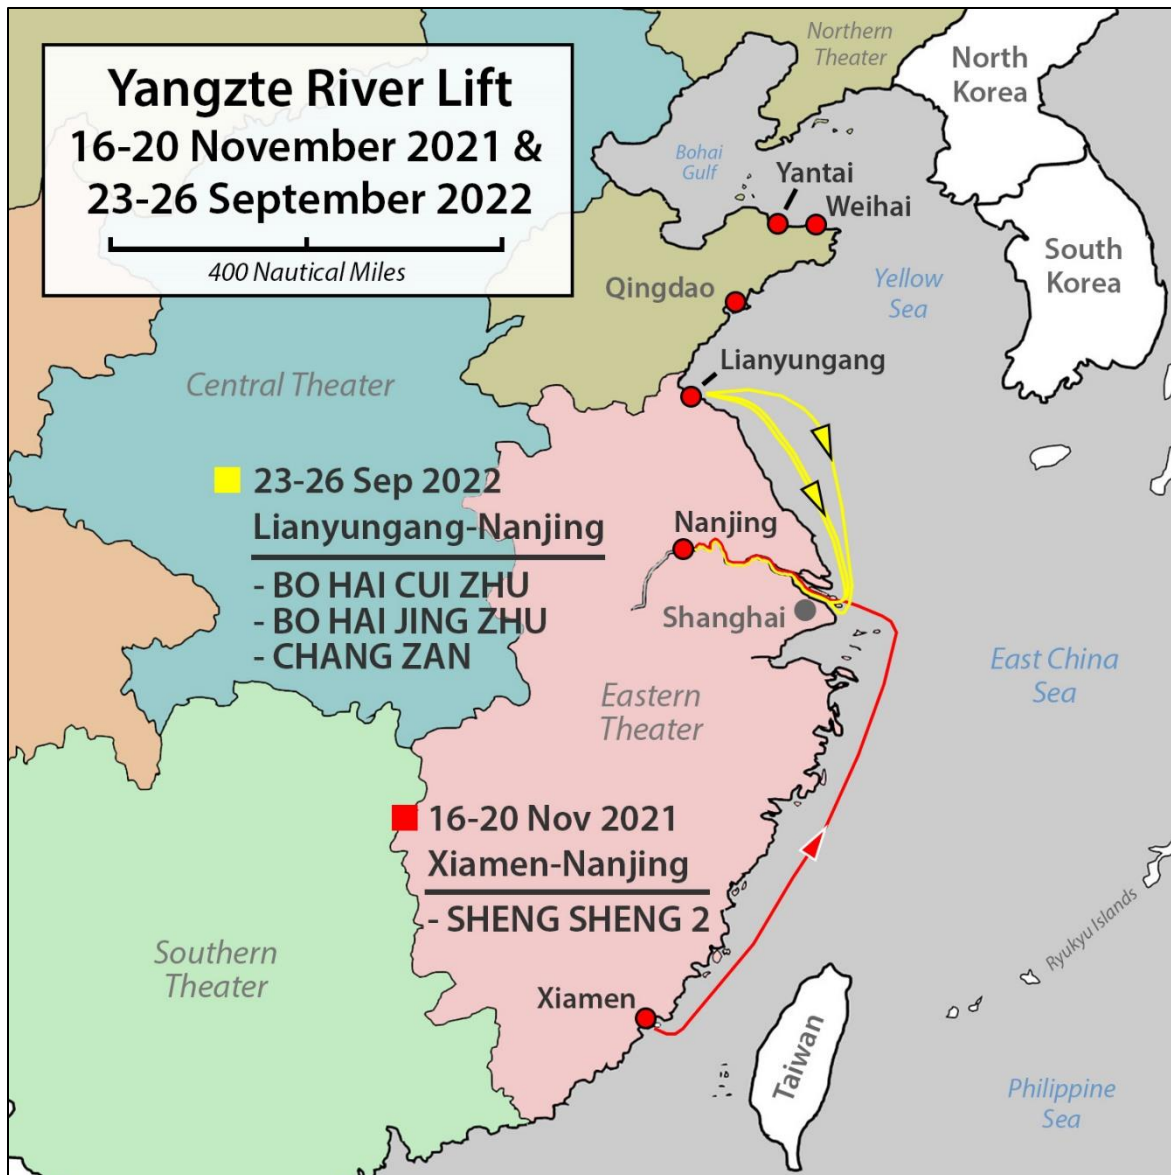 Yangzte River Lift
16-20 November 2021 &
23-26 September 2022
400 Nautical Miles
Northern
Theater
North
Korea
Bohai
Gulf
Yantai
Weihai
South
Korea
Qingdao
Yellow
Sea
Lianyungang
Central Theater
23-26 Sep 2022
Lianyungang-Nanjing
- BO HAI CUI ZHU
- BO HAI JING ZHU
- CHANG ZAN
Nanjing
Shanghai
East China
Sea
Eastern
Theater
16-20 Nov 2021
Xiamen-Nanjing
- SHENG SHENG 2
Southern
Theater
Ryukyu Islands
Xiamen
Taiwan
Philippine
Sea